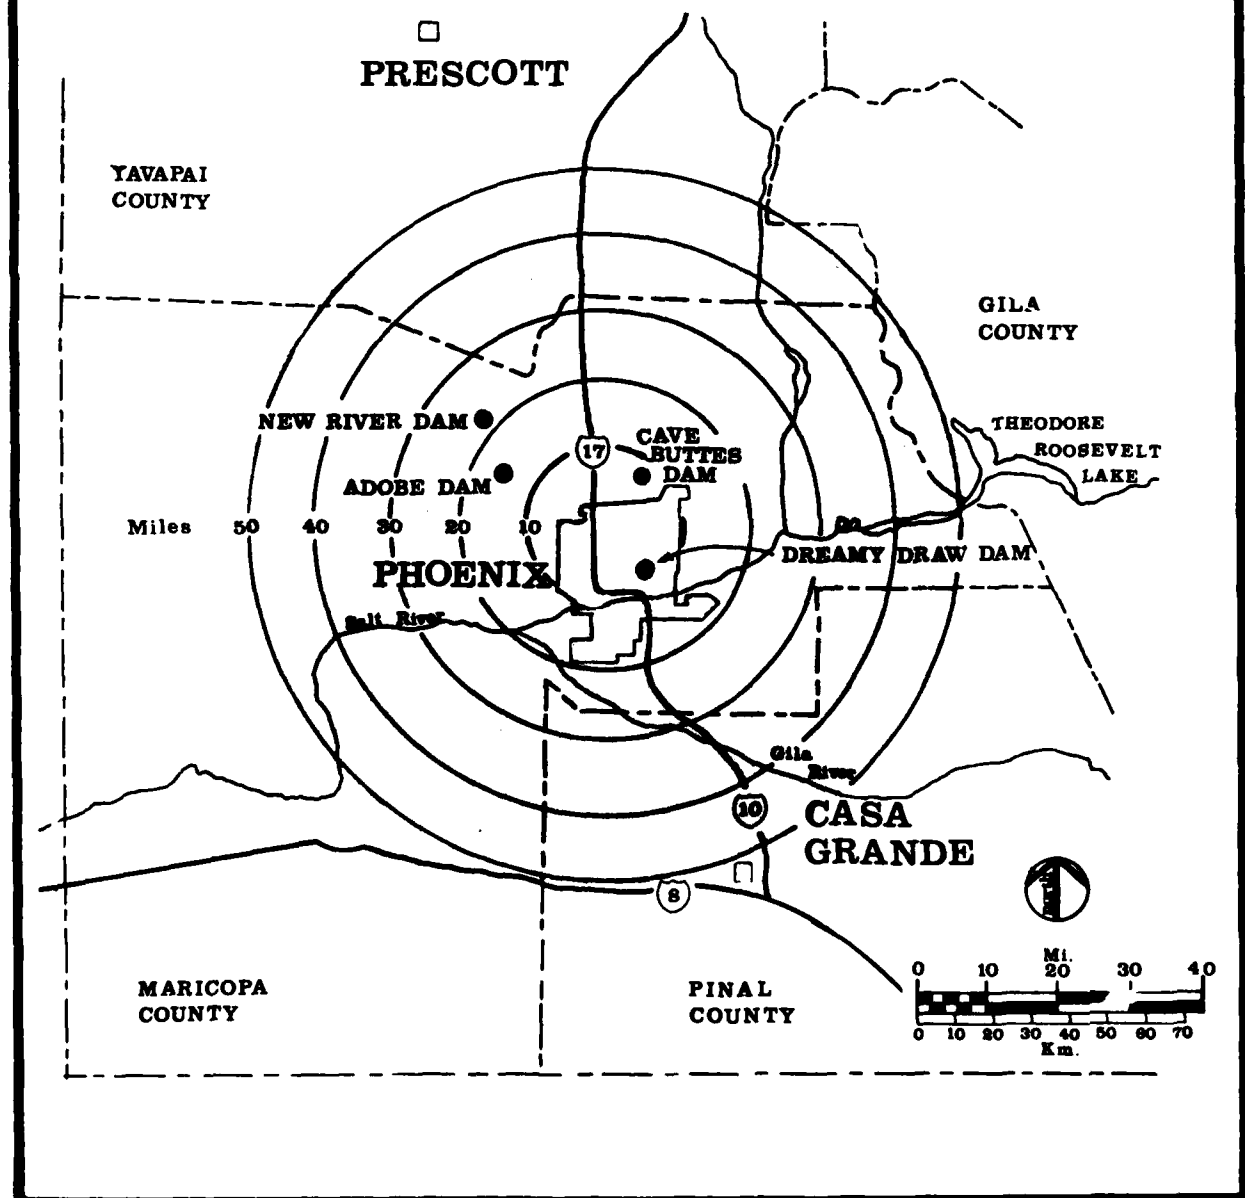 PRESCOTT
YAVAPAI
COUNTY
GILA
COUNTY
NEW RIVER DAM
17
CAVE
BUTTES
DAM
THEODORE
ROOSEVELT
LAKE
ADOBE DAM
Miles 50 40 30 20 10
DREAMY DRAW DAM
PHOENIX
Salt River
Gila
River
10
CASA
GRANDE
8
North
MARICOPA
COUNTY
PINAL
COUNTY
Mi.
0 10 20 30 40
0 10 20 30 40 50 60 70
Km.